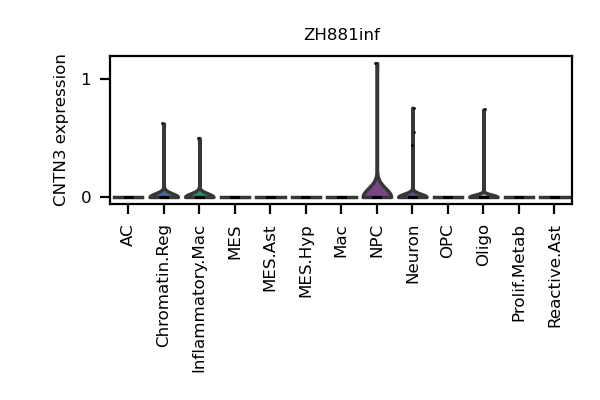 ZH881inf
CNTN3 expression
1
0
AC
Chromatin.Reg
Inflammatory.Mac
MES
MES.Ast
MES.Hyp
Mac
NPC
Neuron
OPC
Oligo
Prolif.Metab
Reactive.Ast